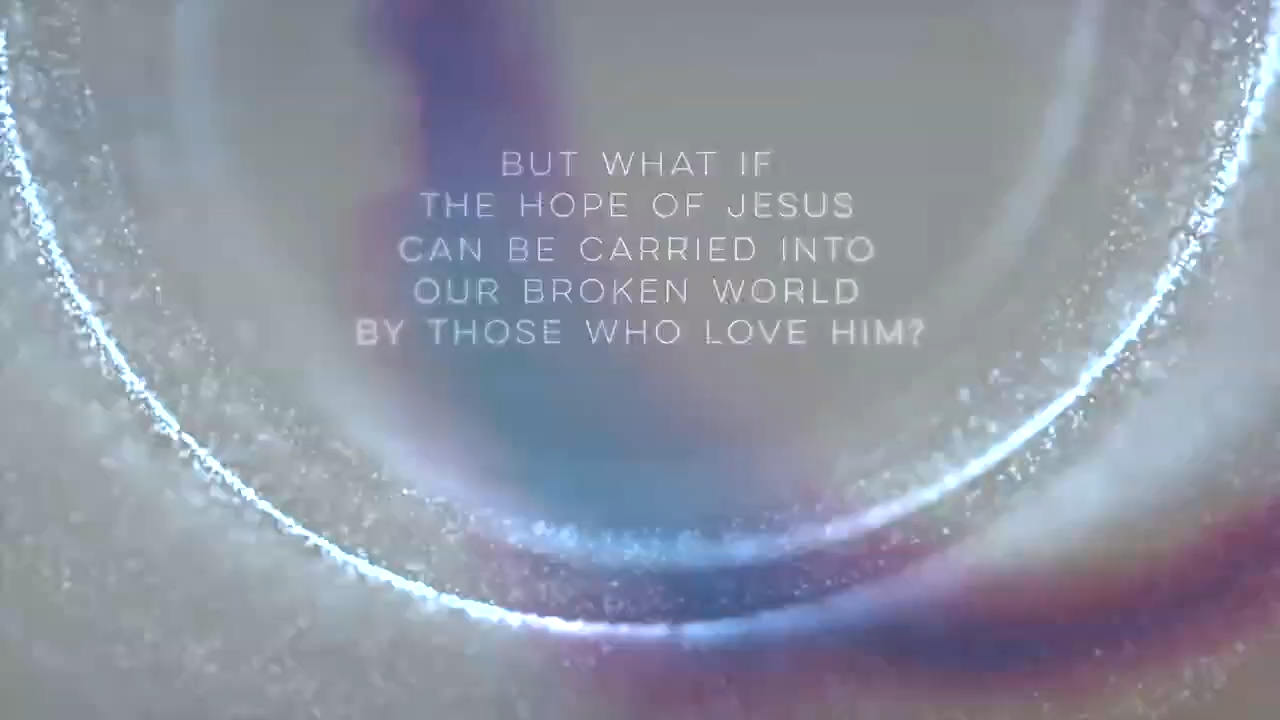 BUT WHAT IF
THE HOPE OF JESUS
CAN BE CARRIED INTO
OUR BROKEN WORLD
BY THOSE WHO LOVE HIM?